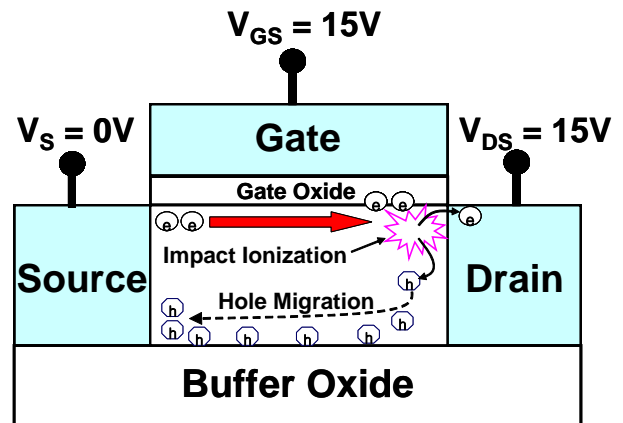 V_GS = 15V
V_S = 0V
Gate
V_DS = 15V
Gate Oxide
e e
e e
e
Impact Ionization
Source
Drain
h
Hole Migration
h
h
h
h h h h
Buffer Oxide